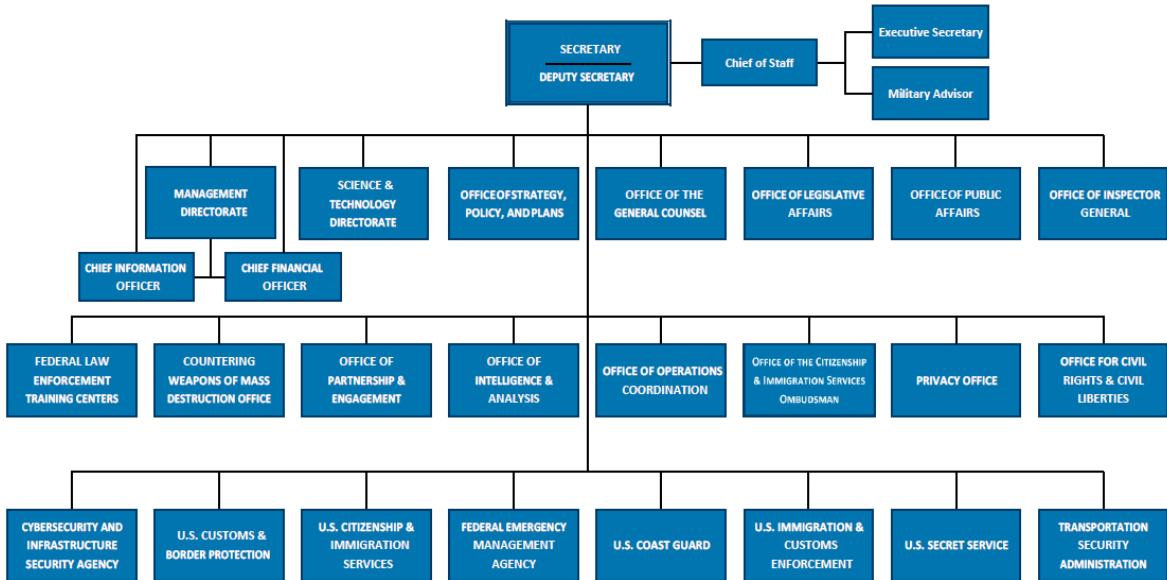 SECRETARY
DEPUTY SECRETARY
Chief of Staff
Executive Secretary
Military Advisor
MANAGEMENT
DIRECTORATE
SCIENCE &
TECHNOLOGY
DIRECTORATE
OFFICE OF STRATEGY,
POLICY, AND PLANS
OFFICE OF THE
GENERAL COUNSEL
OFFICE OF LEGISLATIVE
AFFAIRS
OFFICE OF PUBLIC
AFFAIRS
OFFICE OF INSPECTOR
GENERAL
CHIEF INFORMATION
OFFICER
CHIEF FINANCIAL
OFFICER
FEDERAL LAW
ENFORCEMENT
TRAINING CENTERS
COUNTERING
WEAPONS OF MASS
DESTRUCTION OFFICE
OFFICE OF
PARTNERSHIP &
ENGAGEMENT
OFFICE OF
INTELLIGENCE &
ANALYSIS
OFFICE OF OPERATIONS
COORDINATION
OFFICE OF THE CITIZENSHIP
& IMMIGRATION SERVICES
OMBUDSMAN
PRIVACY OFFICE
OFFICE FOR CIVIL
RIGHTS & CIVIL
LIBERTIES
CYBERSECURITY AND
INFRASTRUCTURE
SECURITY AGENCY
U.S. CUSTOMS &
BORDER PROTECTION
U.S. CITIZENSHIP &
IMMIGRATION
SERVICES
FEDERAL EMERGENCY
MANAGEMENT
AGENCY
U.S. COAST GUARD
U.S. IMMIGRATION &
CUSTOMS
ENFORCEMENT
U.S. SECRET SERVICE
TRANSPORTATION
SECURITY
ADMINISTRATION